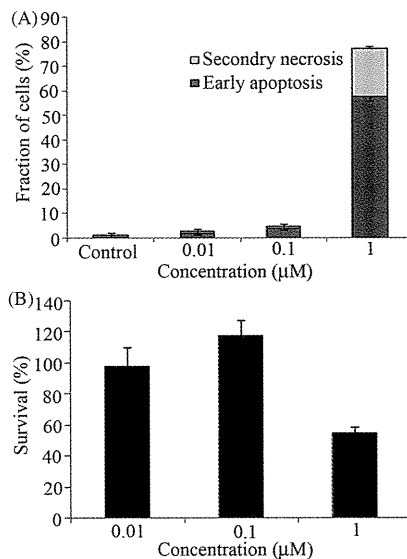 (A)
90
80
70
60
50
40
30
20
10
0
Fraction of cells (%)
Secondry necrosis
Early apoptosis
Control 0.01 0.1 1
Concentration (µM)
(B)
140
120
100
80
60
40
20
0
Survival (%)
0.01 0.1 1
Concentration (µM)